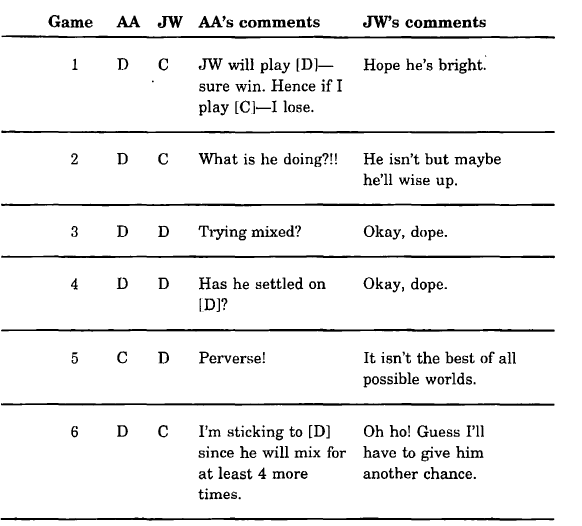 Game AA JW AA's comments JW's comments
1 D C JW will play [D]— Hope he's bright.
sure win. Hence if I
play [C]—I lose.
2 D C What is he doing?!! He isn't but maybe
he'll wise up.
3 D D Trying mixed? Okay, dope.
4 D D Has he settled on Okay, dope.
[D]?
5 C D Perverse! It isn't the best of all
possible worlds.
6 D C I'm sticking to [D] Oh ho! Guess I'll
since he will mix for have to give him
at least 4 more another chance.
times.